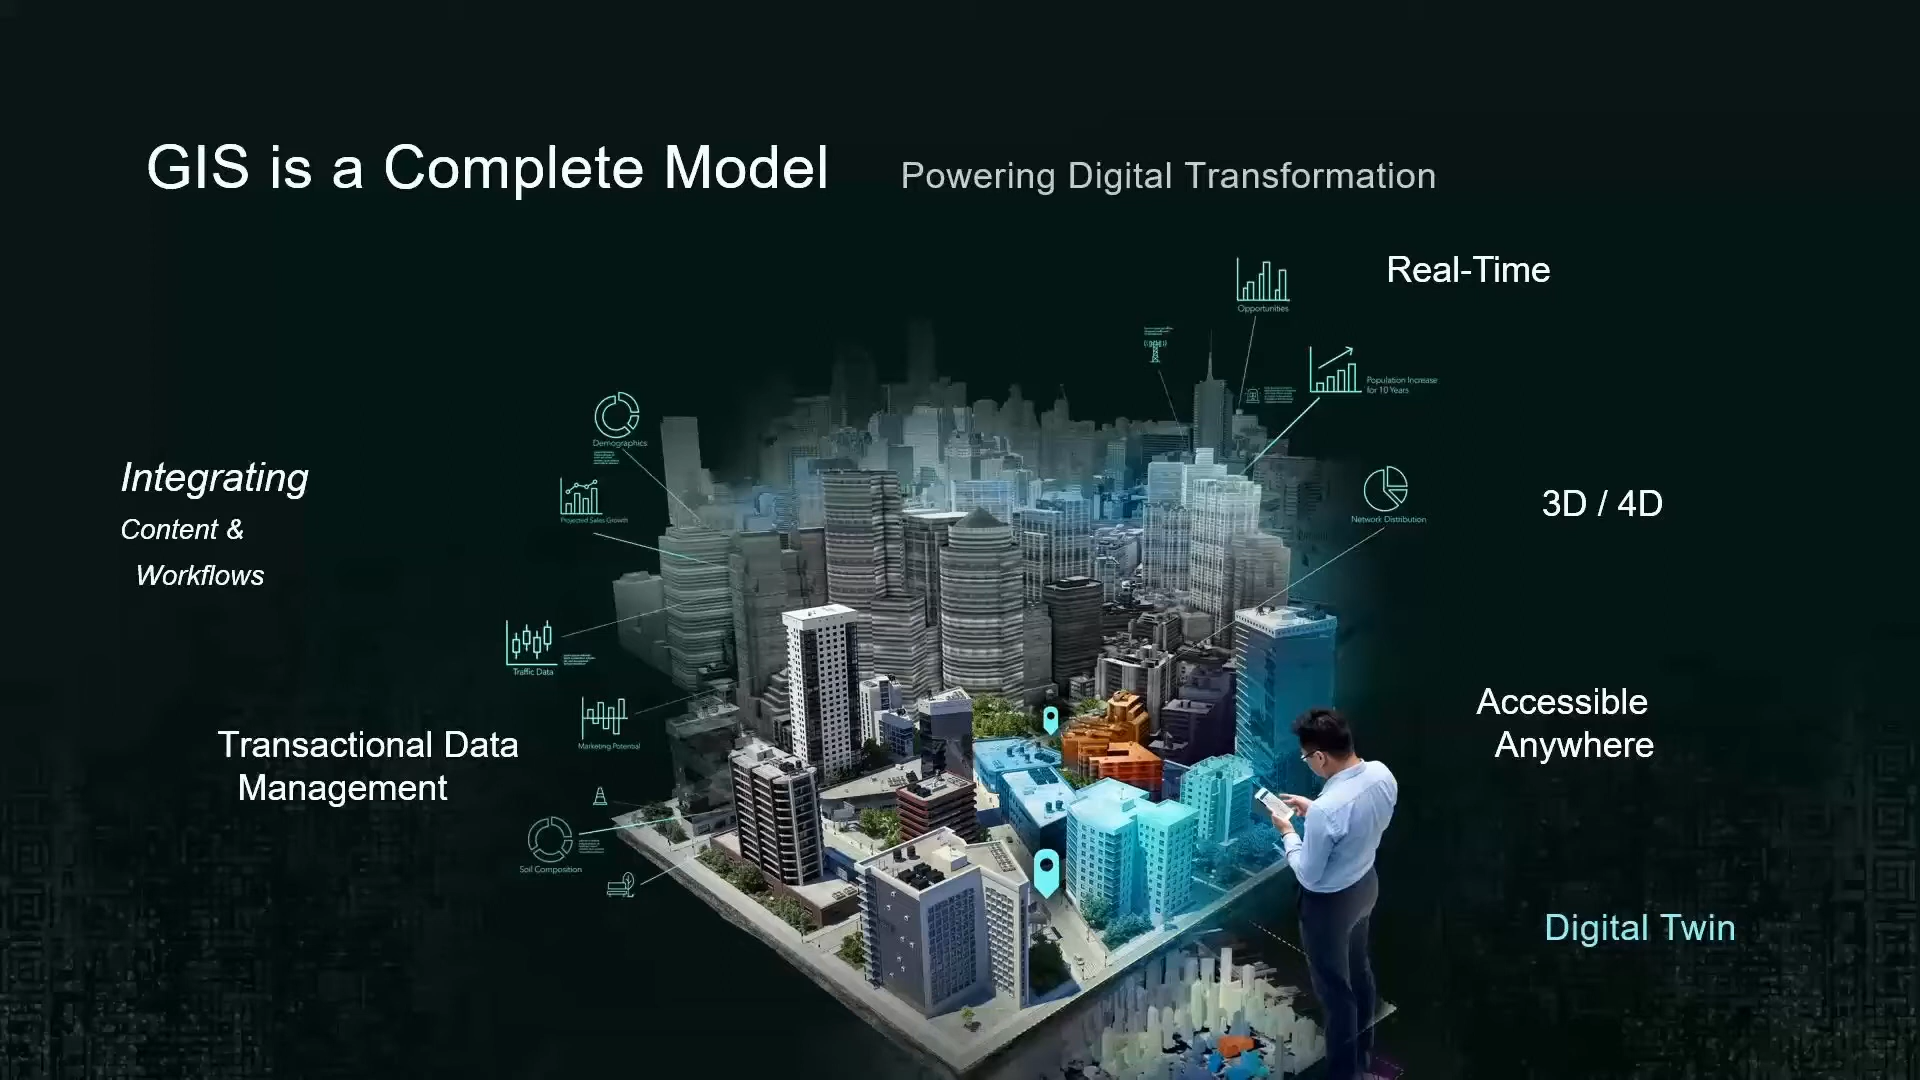 GIS is a Complete Model
Powering Digital Transformation
Real-Time
Opportunities
Population Increase
for 10 Years
Demographics
Integrating
Content &
Workflows
Projected Sales Growth
Network Distribution
3D / 4D
Traffic Data
Accessible
Anywhere
Marketing Potential
Transactional Data
Management
Soil Composition
Digital Twin